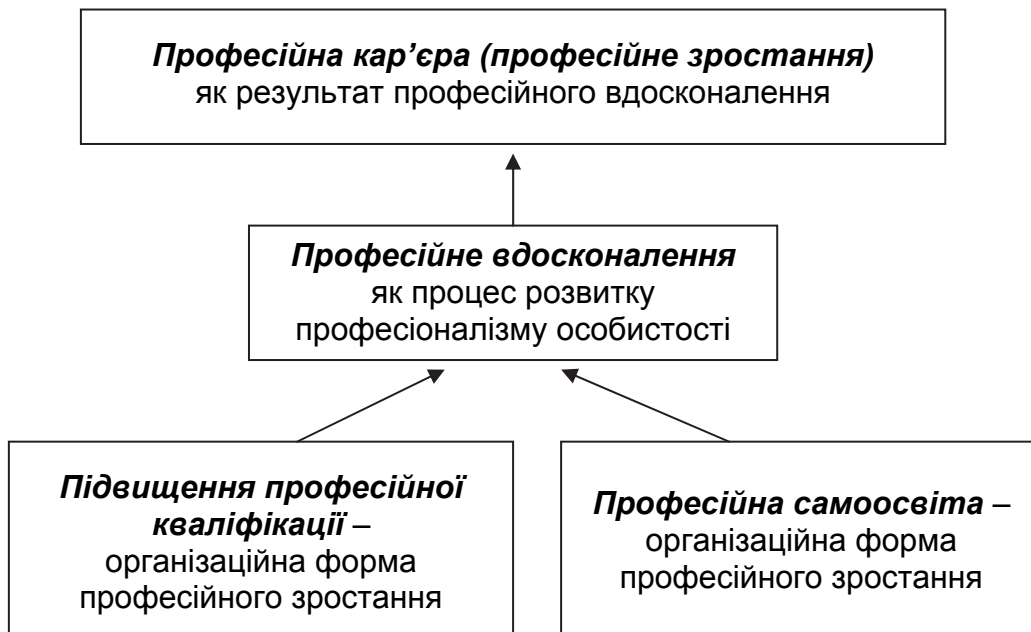 Професійна кар’єра (професійне зростання)
як результат професійного вдосконалення
Професійне вдосконалення
як процес розвитку
професіоналізму особистості
Підвищення професійної
кваліфікації –
організаційна форма
професійного зростання
Професійна самоосвіта –
організаційна форма
професійного зростання